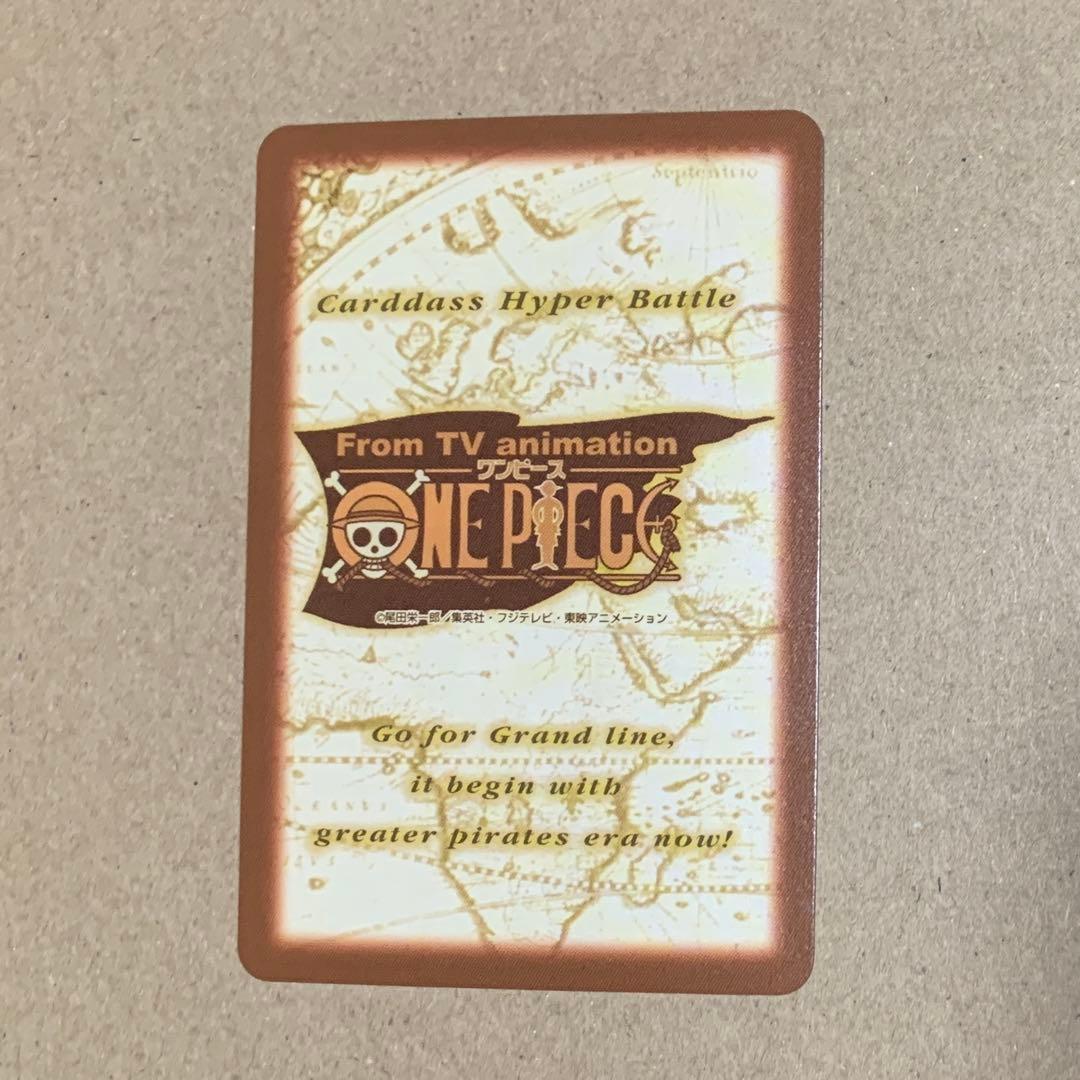 Septentrio
Carddass Hyper Battle
From TV animation
ワンピース
ONE PIECE
©尾田栄一郎／集英社・フジテレビ・東映アニメーション
Go for Grand line,
it begin with
greater pirates era now!